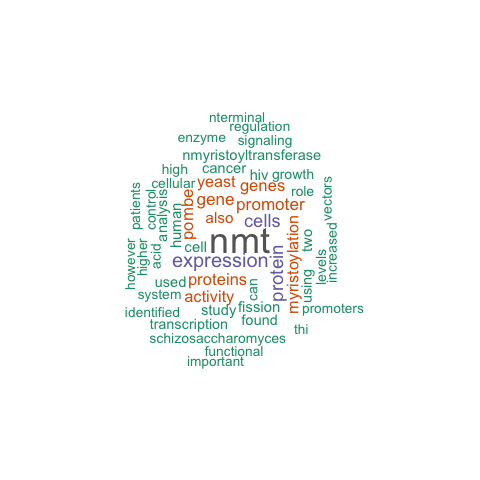 nterminal
regulation
enzyme
signaling
nmyristoyltransferase
high
cancer
hiv
growth
cellular
yeast
genes
role
patients
control
analysis
pombe
gene
promoter
vectors
human
also
cells
however
higher
acid
cell
nmt
myristoylation
two
increased
expression
protein
levels
used
proteins
can
using
system
activity
identified
study
fission
promoters
transcription
found
thi
schizosaccharomyces
functional
important